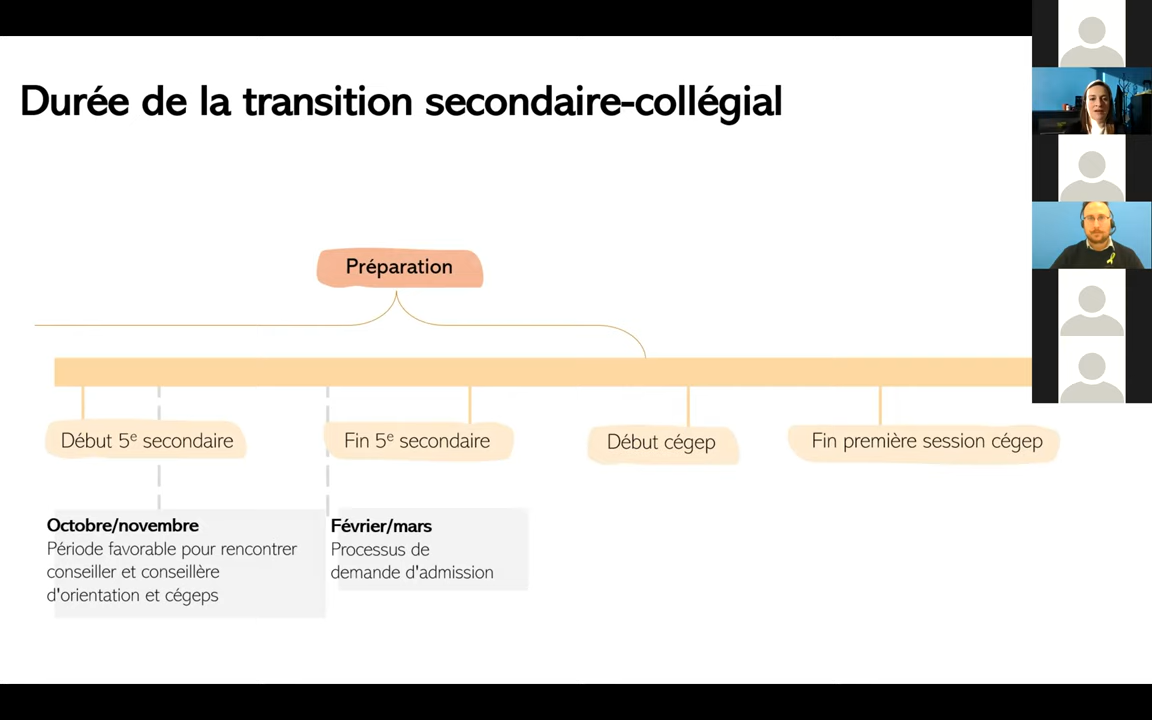 Durée de la transition secondaire-collégial
Préparation
Début 5e secondaire
Fin 5e secondaire
Début cégep
Fin première session cégep
Octobre/novembre
Période favorable pour rencontrer
conseiller et conseillère
d'orientation et cégeps
Février/mars
Processus de
demande d'admission